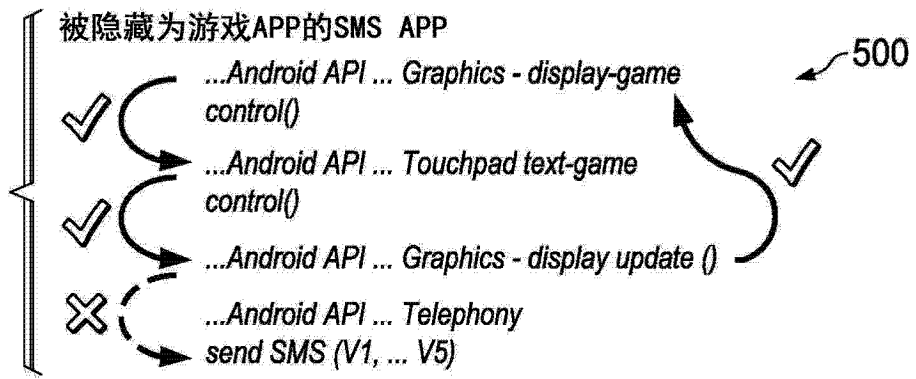 被隐藏为游戏APP的SMS APP
500
...Android API ... Graphics - display-game
control()
...Android API ... Touchpad text-game
control()
...Android API ... Graphics - display update ()
...Android API ... Telephony
send SMS (V1, ... V5)